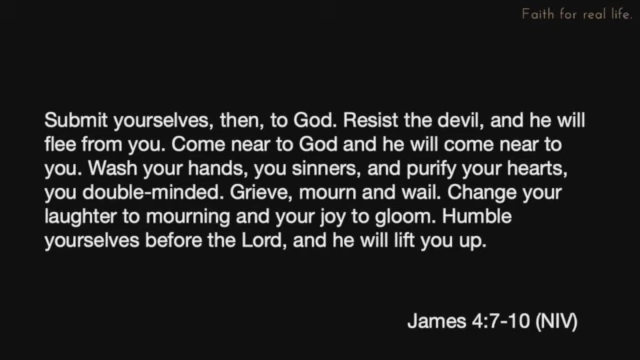 Faith for real life.
Submit yourselves, then, to God. Resist the devil, and he will
flee from you. Come near to God and he will come near to
you. Wash your hands, you sinners, and purify your hearts,
you double-minded. Grieve, mourn and wail. Change your
laughter to mourning and your joy to gloom. Humble
yourselves before the Lord, and he will lift you up.
James 4:7-10 (NIV)